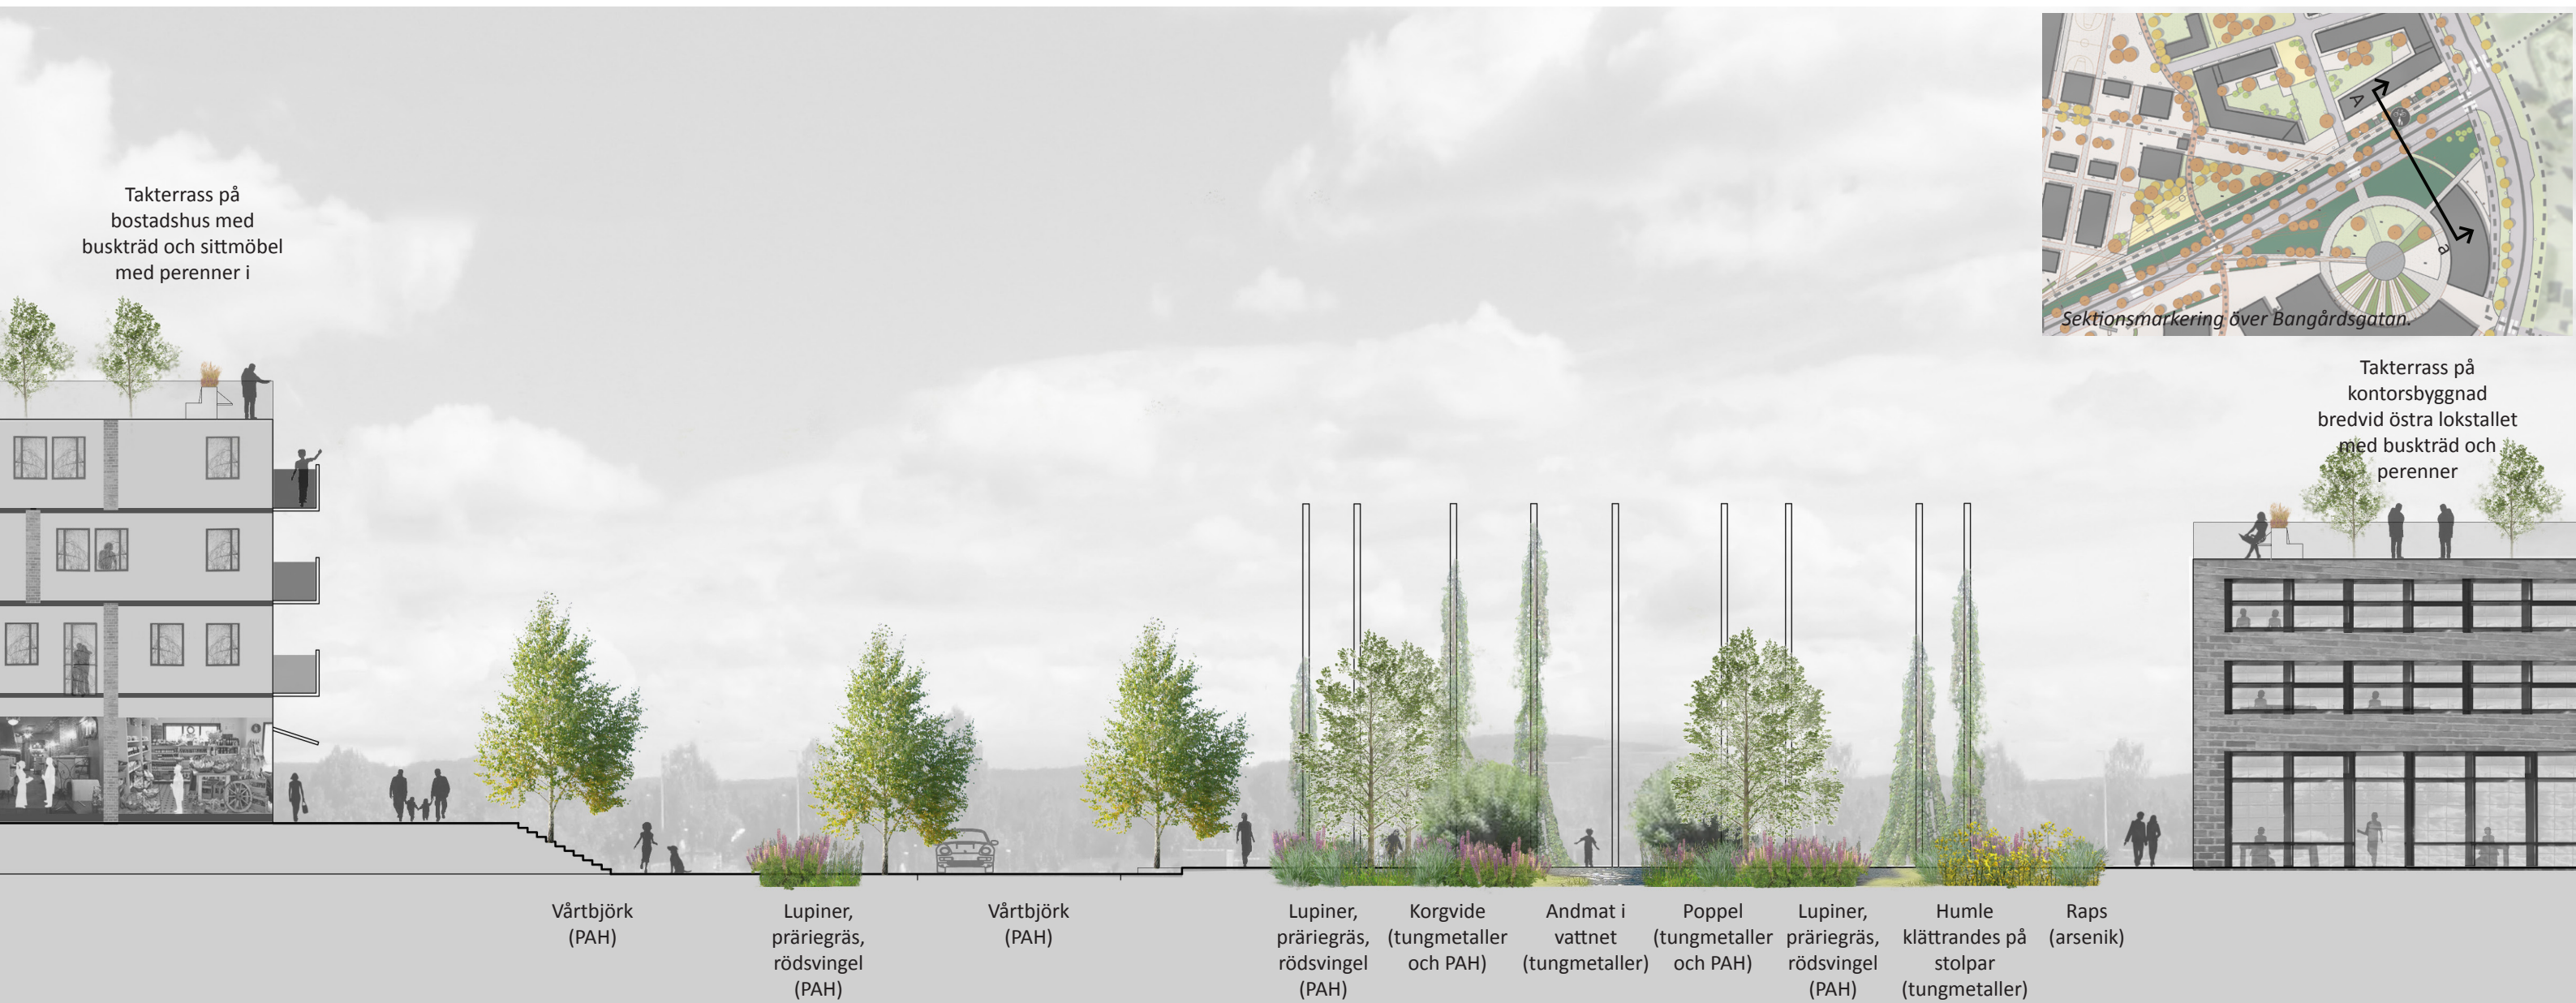 Takterrass på
bostadshus med
buskträd och sittmöbel
med perenner i
A
a
Sektionsmarkering över Bangårdsgatan.
Takterrass på
kontorsbyggnad
bredvid östra lokstallet
med buskträd och
perenner
Vårtbjörk
(PAH)
Lupiner,
präriegräs,
rödsvingel
(PAH)
Vårtbjörk
(PAH)
Lupiner,
präriegräs,
rödsvingel
(PAH)
Korgvide
(tungmetaller
och PAH)
Andmat i
vattnet
(tungmetaller)
Poppel
(tungmetaller
och PAH)
Lupiner,
präriegräs,
rödsvingel
(PAH)
Humle
klättrandes på
stolpar
(tungmetaller)
Raps
(arsenik)